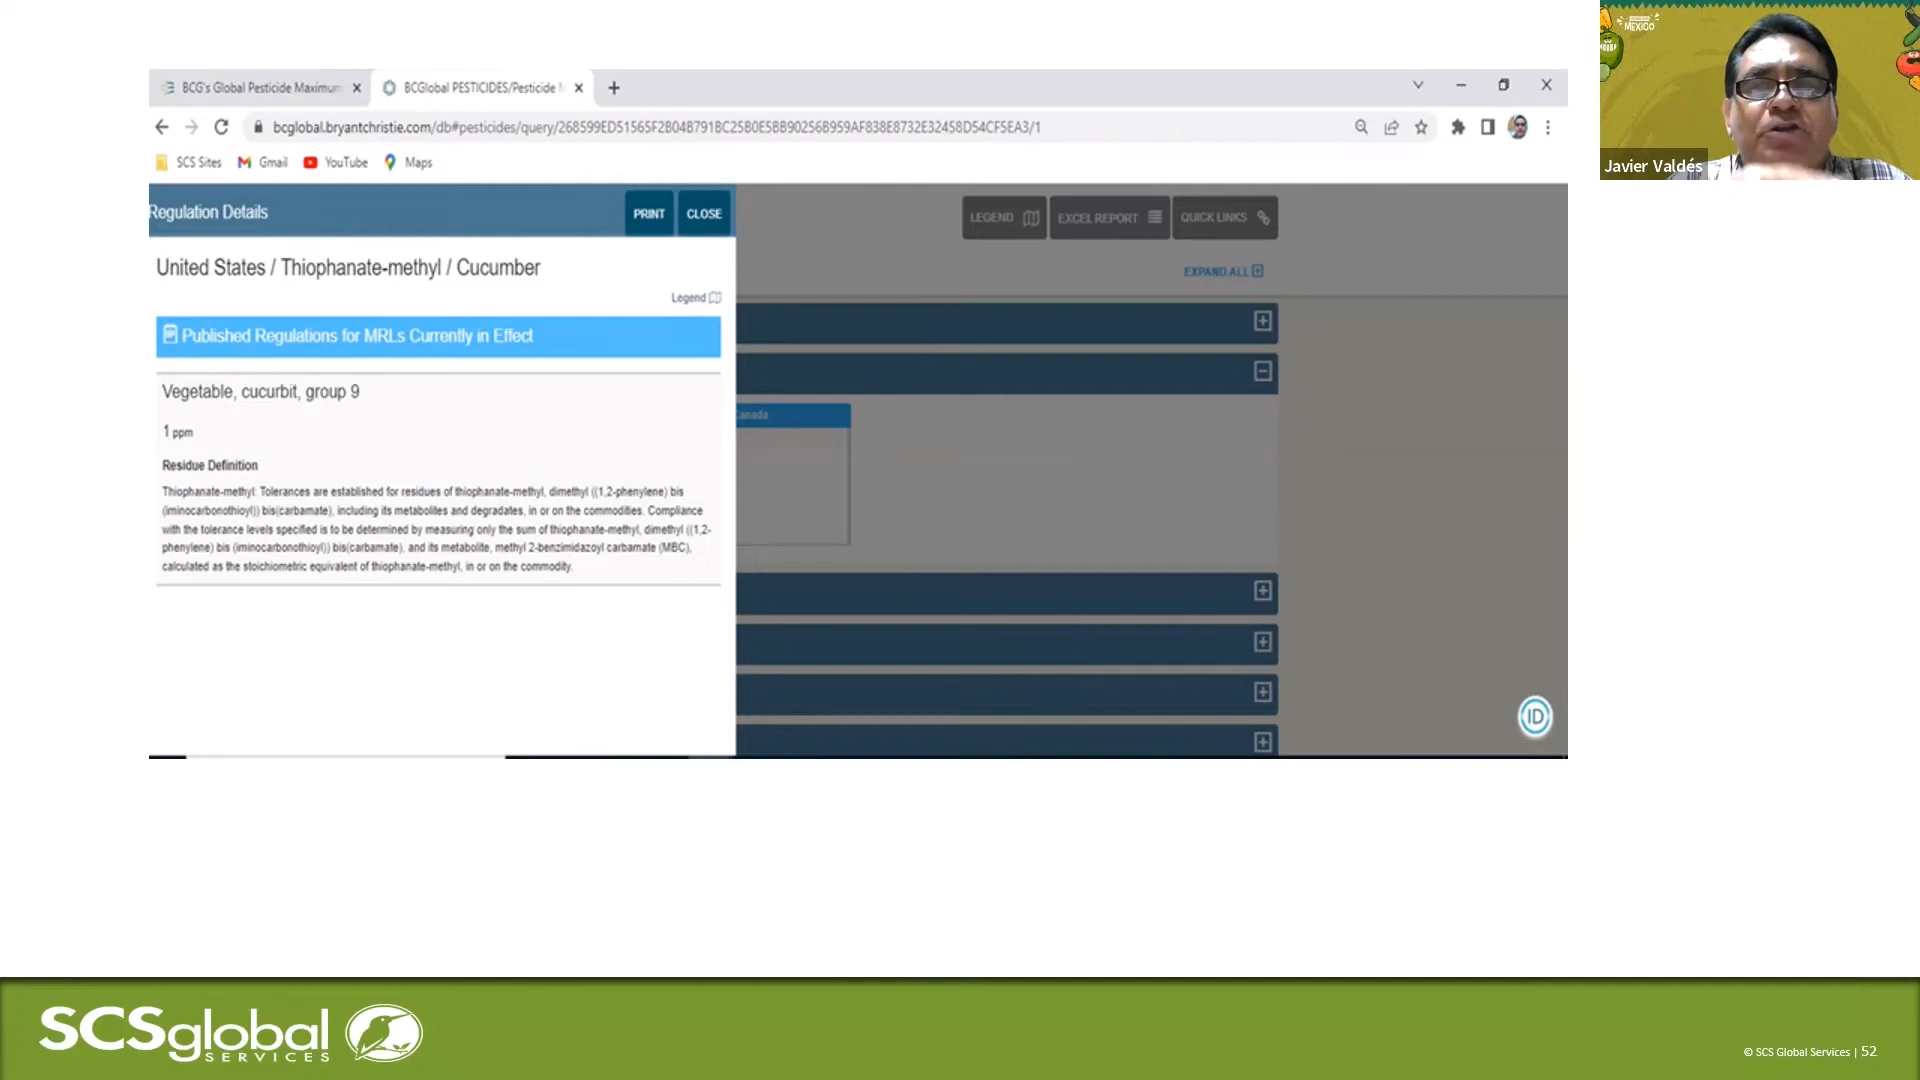 BCG's Global Pesticide Maximum
BCGlobal PESTICIDES/Pesticide
bcglobal.bryantchristie.com/db#pesticides/query/268599ED51565F2B04B791BC25B0E5BB90256B959AF838E8732E32458D54CF5EA3/1
SCS Sites
Gmail
YouTube
Maps
Regulation Details
PRINT
CLOSE
LEGEND
EXCEL REPORT
QUICK LINKS
United States / Thiophanate-methyl / Cucumber
EXPAND ALL
Legend
Published Regulations for MRLs Currently in Effect
Vegetable, cucurbit, group 9
Canada
1 ppm
Residue Definition
Thiophanate-methyl: Tolerances are established for residues of thiophanate-methyl, dimethyl ((1,2-phenylene) bis
(iminocarbonothioyl)) bis(carbamate), including its metabolites and degradates, in or on the commodities. Compliance
with the tolerance levels specified is to be determined by measuring only the sum of thiophanate-methyl, dimethyl ((1,2-
phenylene) bis (iminocarbonothioyl)) bis(carbamate), and its metabolite, methyl 2-benzimidazoyl carbamate (MBC),
calculated as the stoichiometric equivalent of thiophanate-methyl, in or on the commodity.
ID
MEXICO
Javier Valdés
SCSglobal
SERVICES
© SCS Global Services | 52